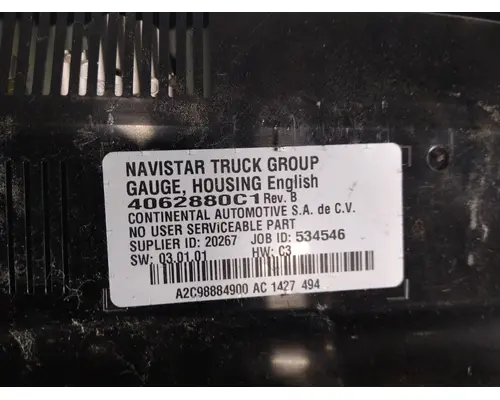 NAVISTAR TRUCK GROUP
GAUGE, HOUSING English
4062880C1 Rev. B
CONTINENTAL AUTOMOTIVE S.A. de C.V.
NO USER SERVICEABLE PART
SUPLIER ID: 20267 JOB ID: 534546
SW: 03.01.01 HW: C3
A2C98884900 AC 1427 494